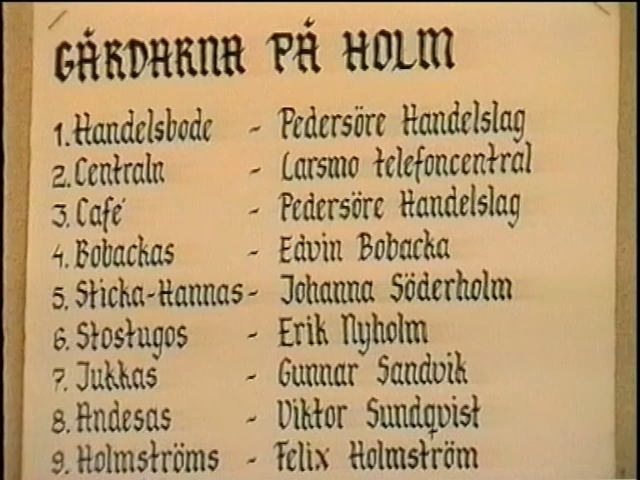 GÅRDARNA PÅ HOLM
1. Handelsbode - Pedersöre Handelslag
2. Centraln - Larsmo telefoncentral
3. Café - Pedersöre Handelslag
4. Bobackas - Edvin Bobacka
5. Sticka-Hannas - Johanna Söderholm
6. Stostugos - Erik Nyholm
7. Jukkas - Gunnar Sandvik
8. Andesas - Viktor Sundqvist
9. Holmströms - Felix Holmström